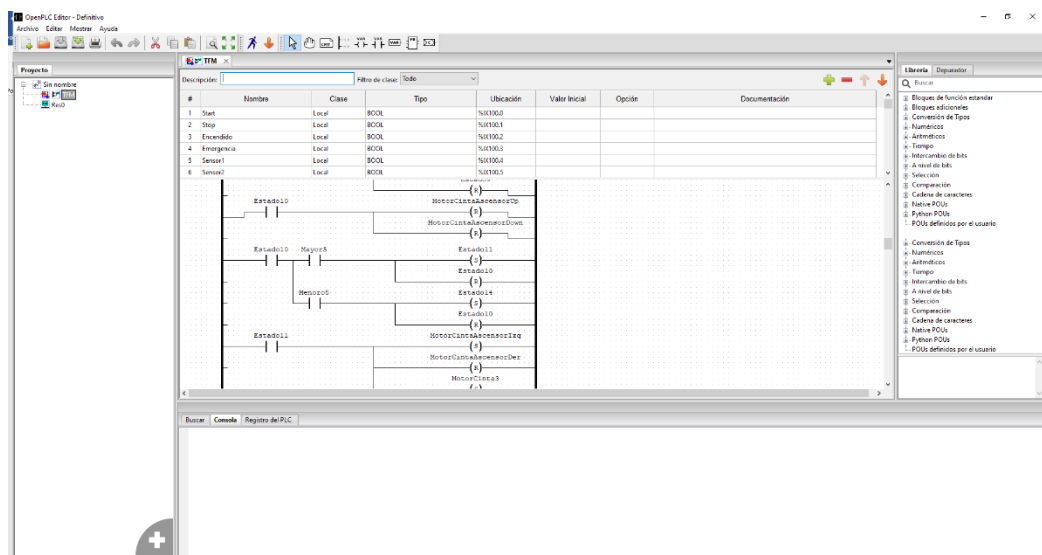 OpenPLC Editor - Definitivo
Archivo Editar Mostrar Ayuda
TFM
Proyecto
Sin nombre
TFM
Res0
Descripción:
Filtro de clase: Todo
# Nombre Clase Tipo Ubicación Valor Inicial Opción Documentación
1 Start Local BOOL %IX100.0
2 Stop Local BOOL %IX100.1
3 Encendido Local BOOL %IX100.2
4 Emergencia Local BOOL %IX100.3
5 Sensor1 Local BOOL %IX100.4
6 Sensor2 Local BOOL %IX100.5
(R)
Estado10 MotorCintaAscensorUp
(R)
MotorCintaAscensorDown
(R)
Estado10 Mayor5 Estado11
(S)
Estado10
(R)
Menoro5 Estado14
(S)
Estado10
(R)
Estado11 MotorCintaAscensorIzq
(S)
MotorCintaAscensorDer
(R)
MotorCinta3
Librería Depurador
Buscar
Bloques de función estandar
Bloques adicionales
Conversión de Tipos
Numéricos
Aritméticos
Tiempo
Intercambio de bits
A nivel de bits
Selección
Comparación
Cadena de caracteres
Native POUs
Python POUs
POUs definidos por el usuario
Conversión de Tipos
Numéricos
Aritméticos
Tiempo
Intercambio de bits
A nivel de bits
Selección
Comparación
Cadena de caracteres
Native POUs
Python POUs
POUs definidos por el usuario
Buscar Consola Registro del PLC